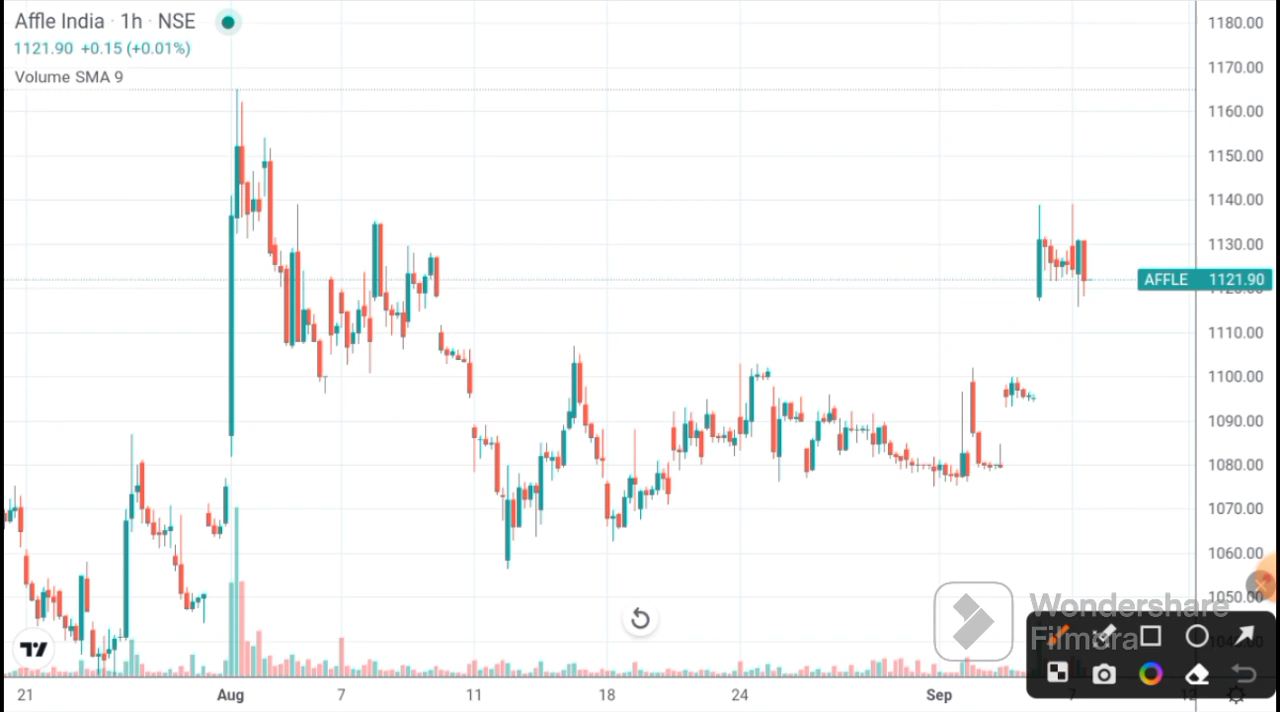 Affle India · 1h · NSE
1121.90 +0.15 (+0.01%)
Volume SMA 9
1180.00
1170.00
1160.00
1150.00
1140.00
1130.00
AFFLE 1121.90
1110.00
1100.00
1090.00
1080.00
1070.00
1060.00
1050.00
Wondershare
Filmora
21 Aug 7 11 18 24 Sep 7 12